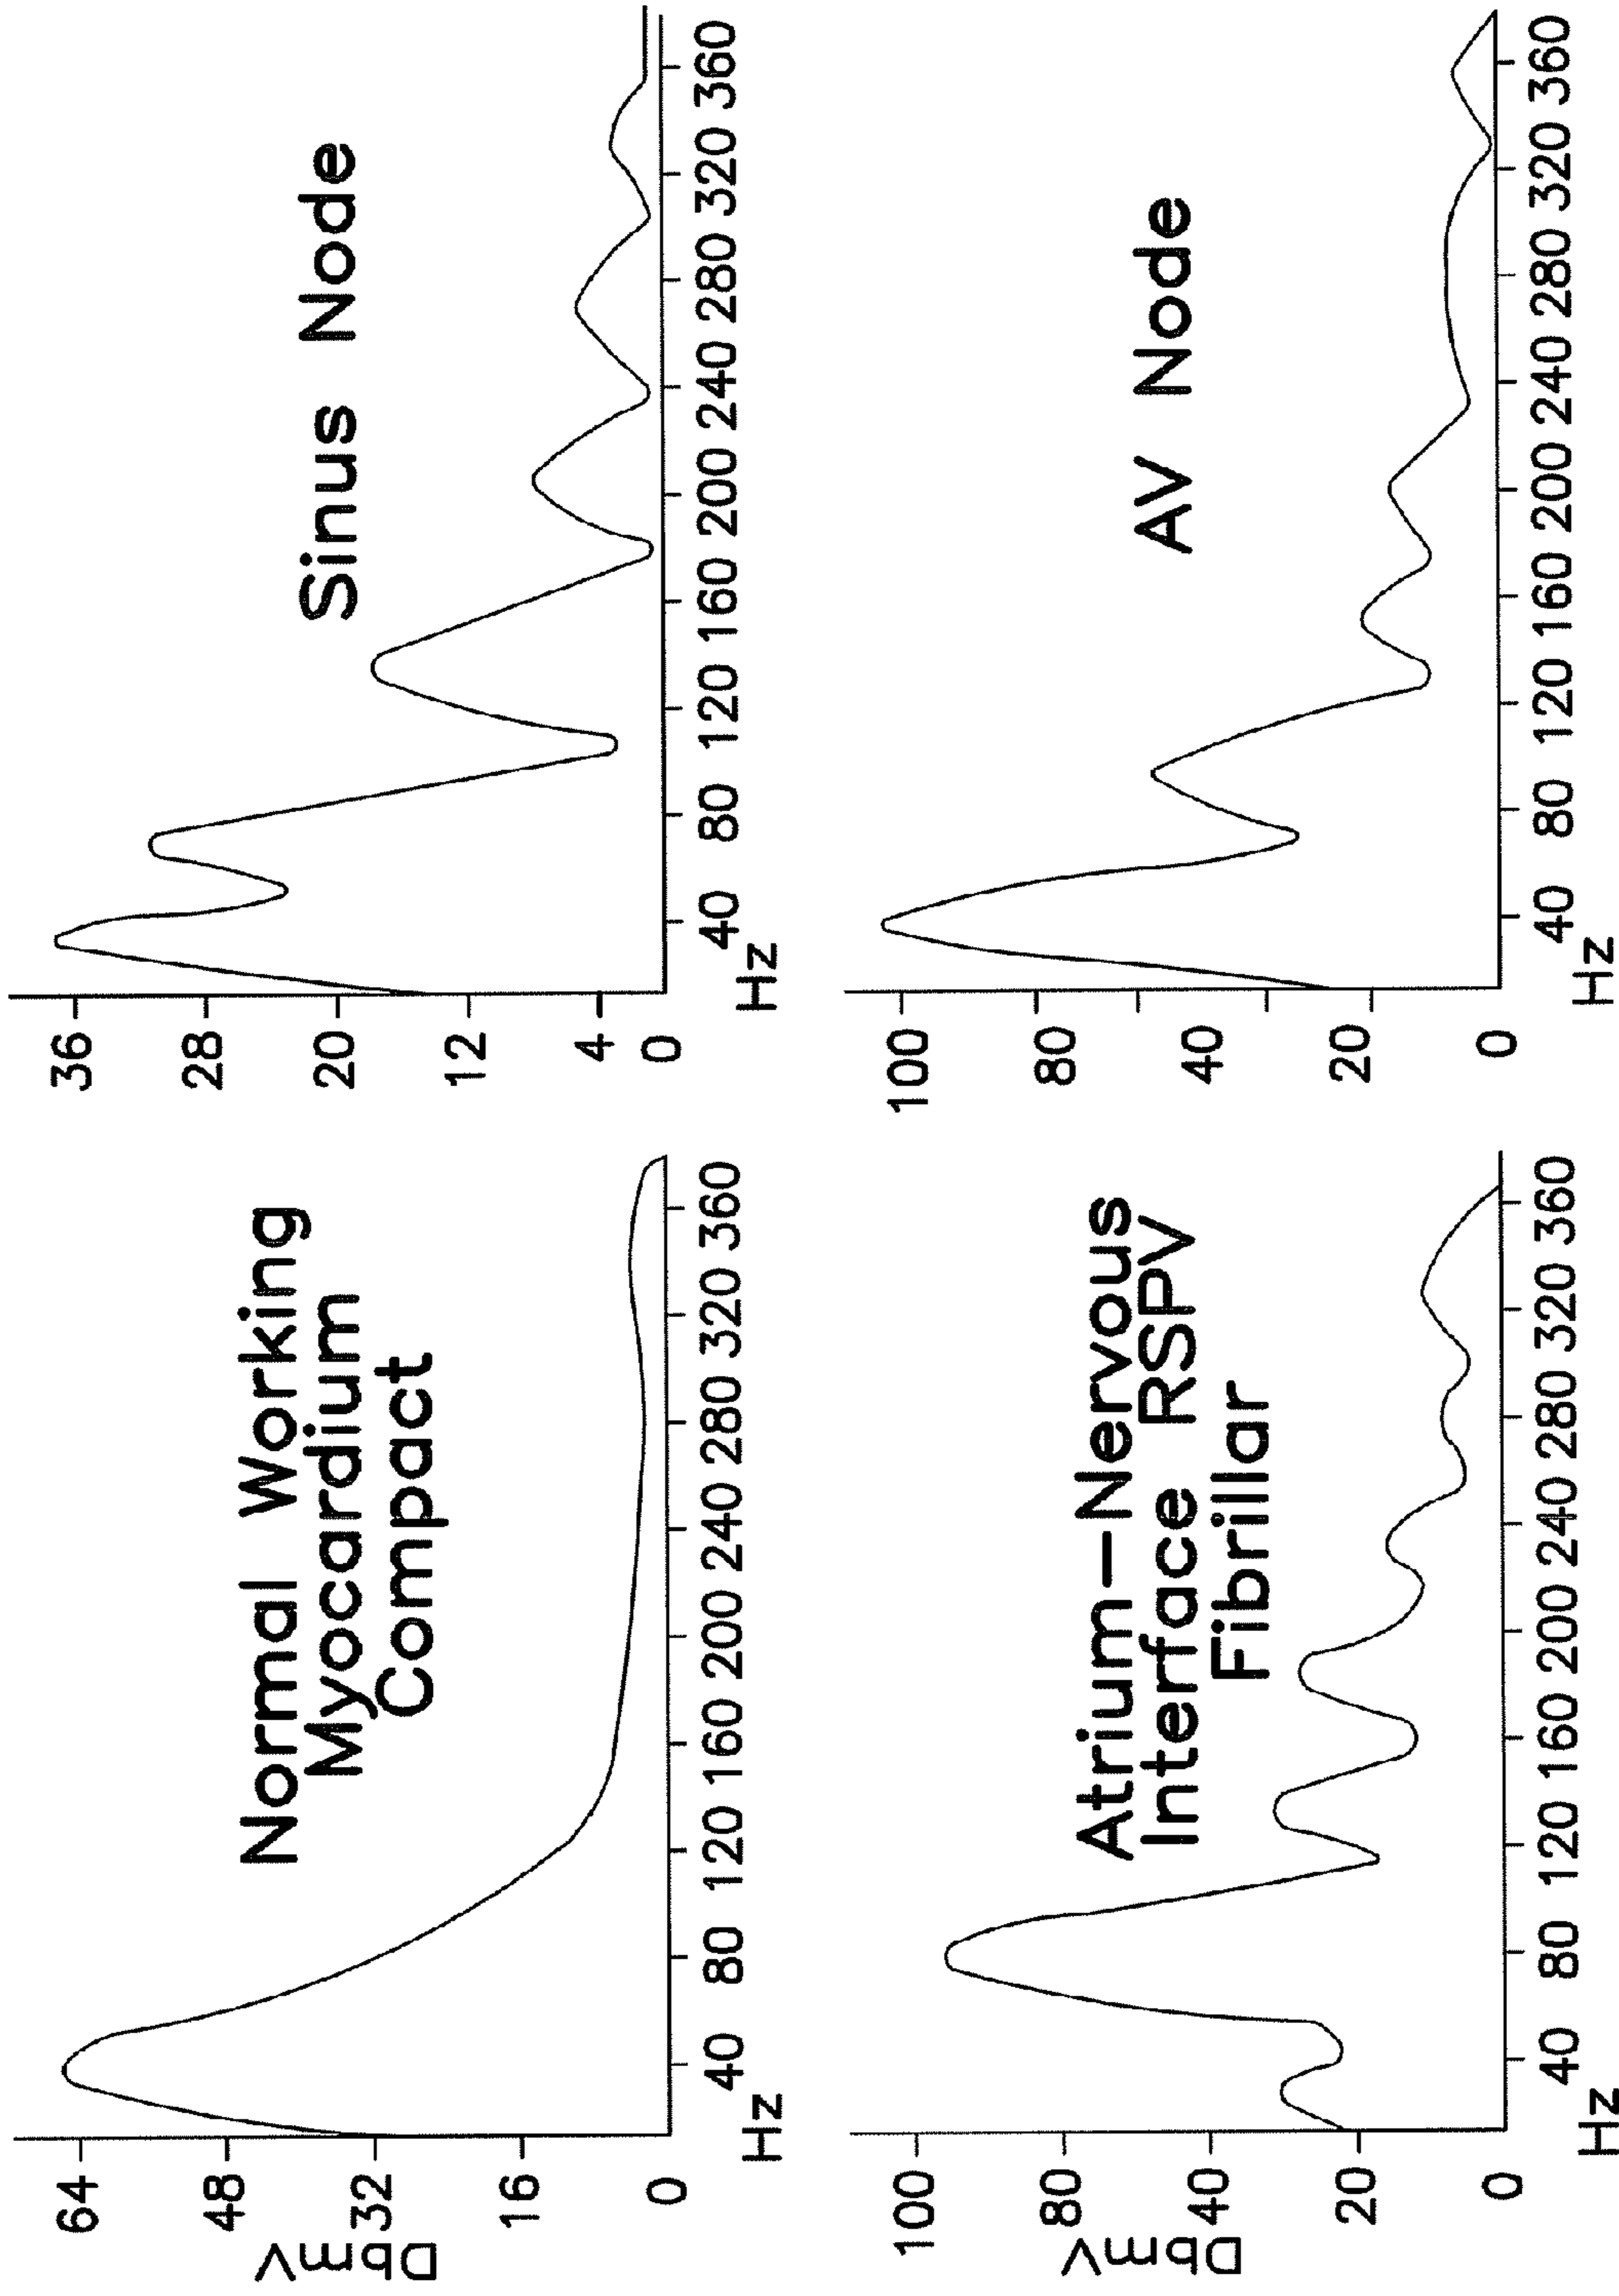 DbmV
64
48
32
16
0
Normal Working
Myocardium
Compact
40 80 120 160 200 240 280 320 360
Hz
36
28
20
12
4
0
Sinus Node
40 80 120 160 200 240 280 320 360
Hz
DbmV
100
80
40
20
0
Atrium-Nervous
Interface RSPV
Fibrillar
40 80 120 160 200 240 280 320 360
Hz
100
80
40
20
0
AV Node
40 80 120 160 200 240 280 320 360
Hz